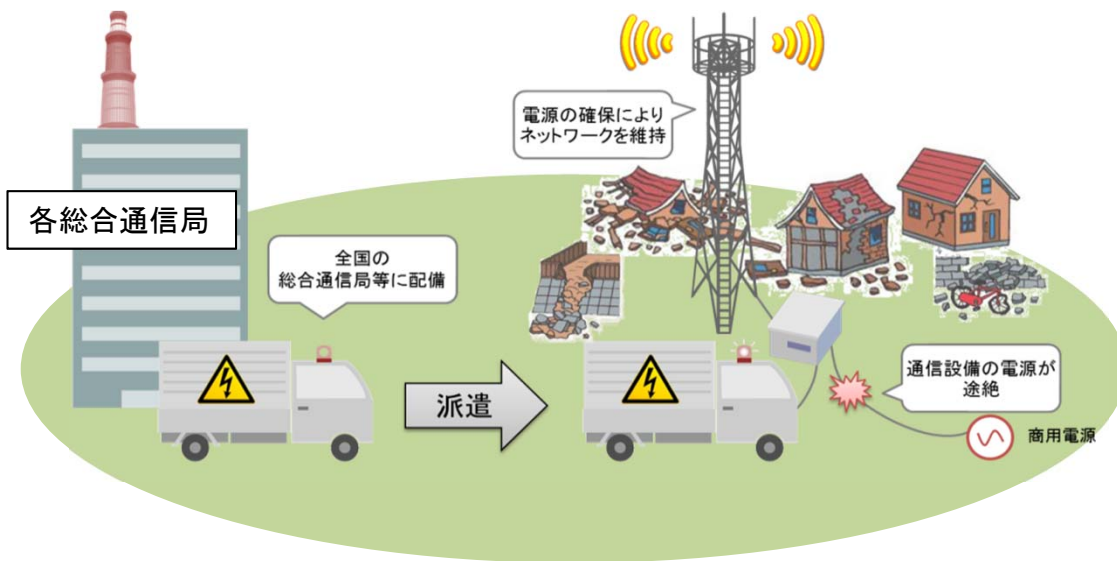 電源の確保により
ネットワークを維持
各総合通信局
全国の
総合通信局等に配備
派遣
通信設備の電源が
途絶
商用電源